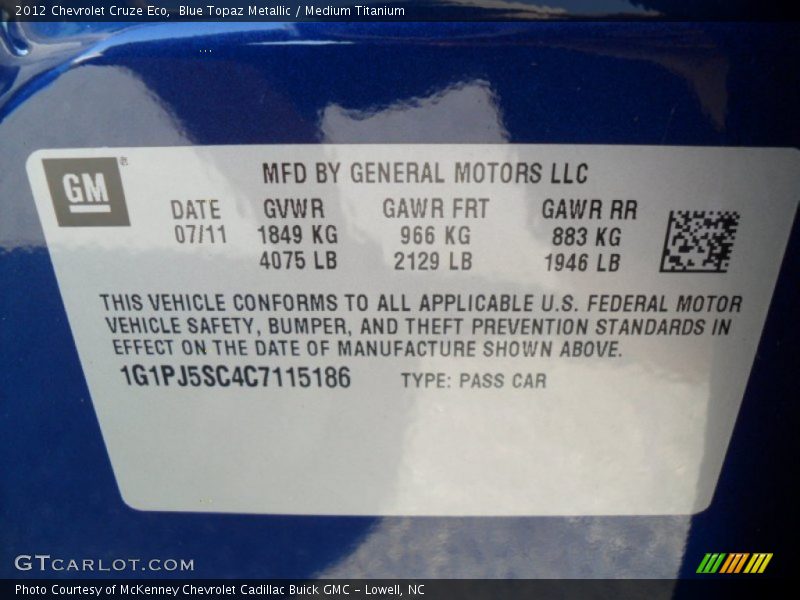 2012 Chevrolet Cruze Eco, Blue Topaz Metallic / Medium Titanium
GM ®
MFD BY GENERAL MOTORS LLC
DATE GVWR GAWR FRT GAWR RR
07/11 1849 KG 966 KG 883 KG
4075 LB 2129 LB 1946 LB
THIS VEHICLE CONFORMS TO ALL APPLICABLE U.S. FEDERAL MOTOR
VEHICLE SAFETY, BUMPER, AND THEFT PREVENTION STANDARDS IN
EFFECT ON THE DATE OF MANUFACTURE SHOWN ABOVE.
1G1PJ5SC4C7115186 TYPE: PASS CAR
GTCARLOT.COM
Photo Courtesy of McKenney Chevrolet Cadillac Buick GMC - Lowell, NC